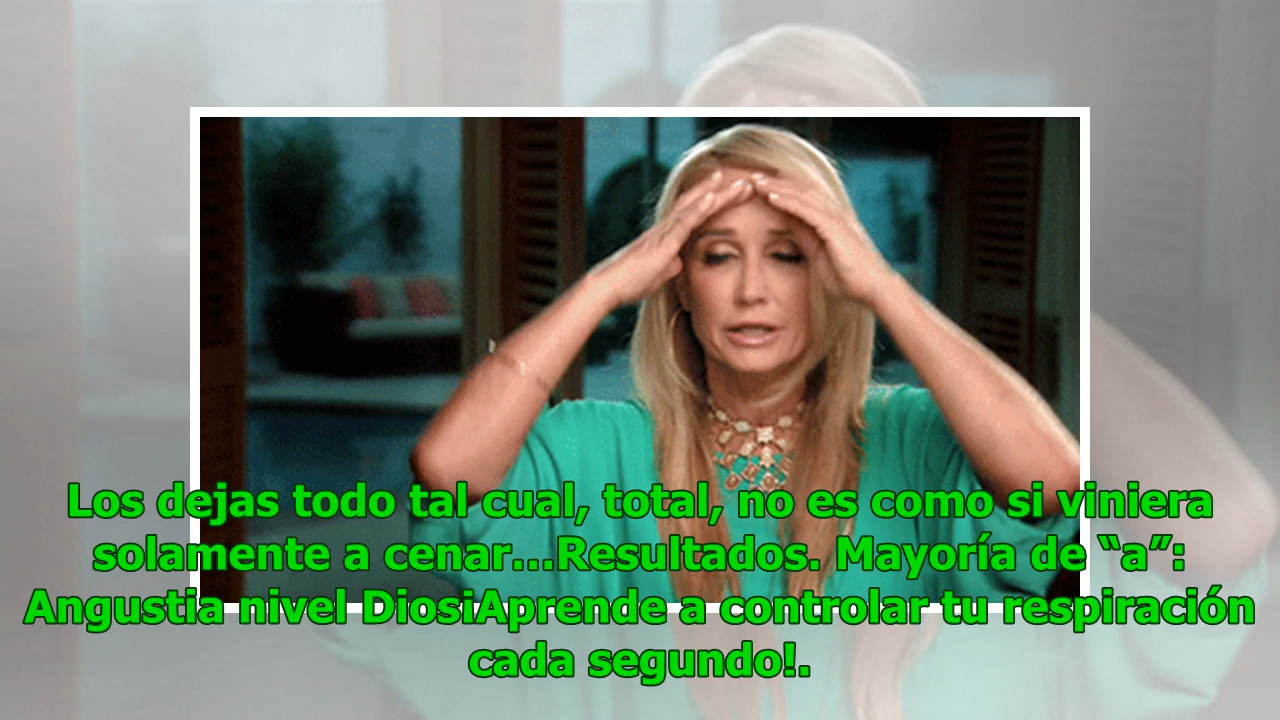 Los dejas todo tal cual, total, no es como si viniera
solamente a cenar...Resultados. Mayoría de “a”:
Angustia nivel DiosiAprende a controlar tu respiración
cada segundo!.